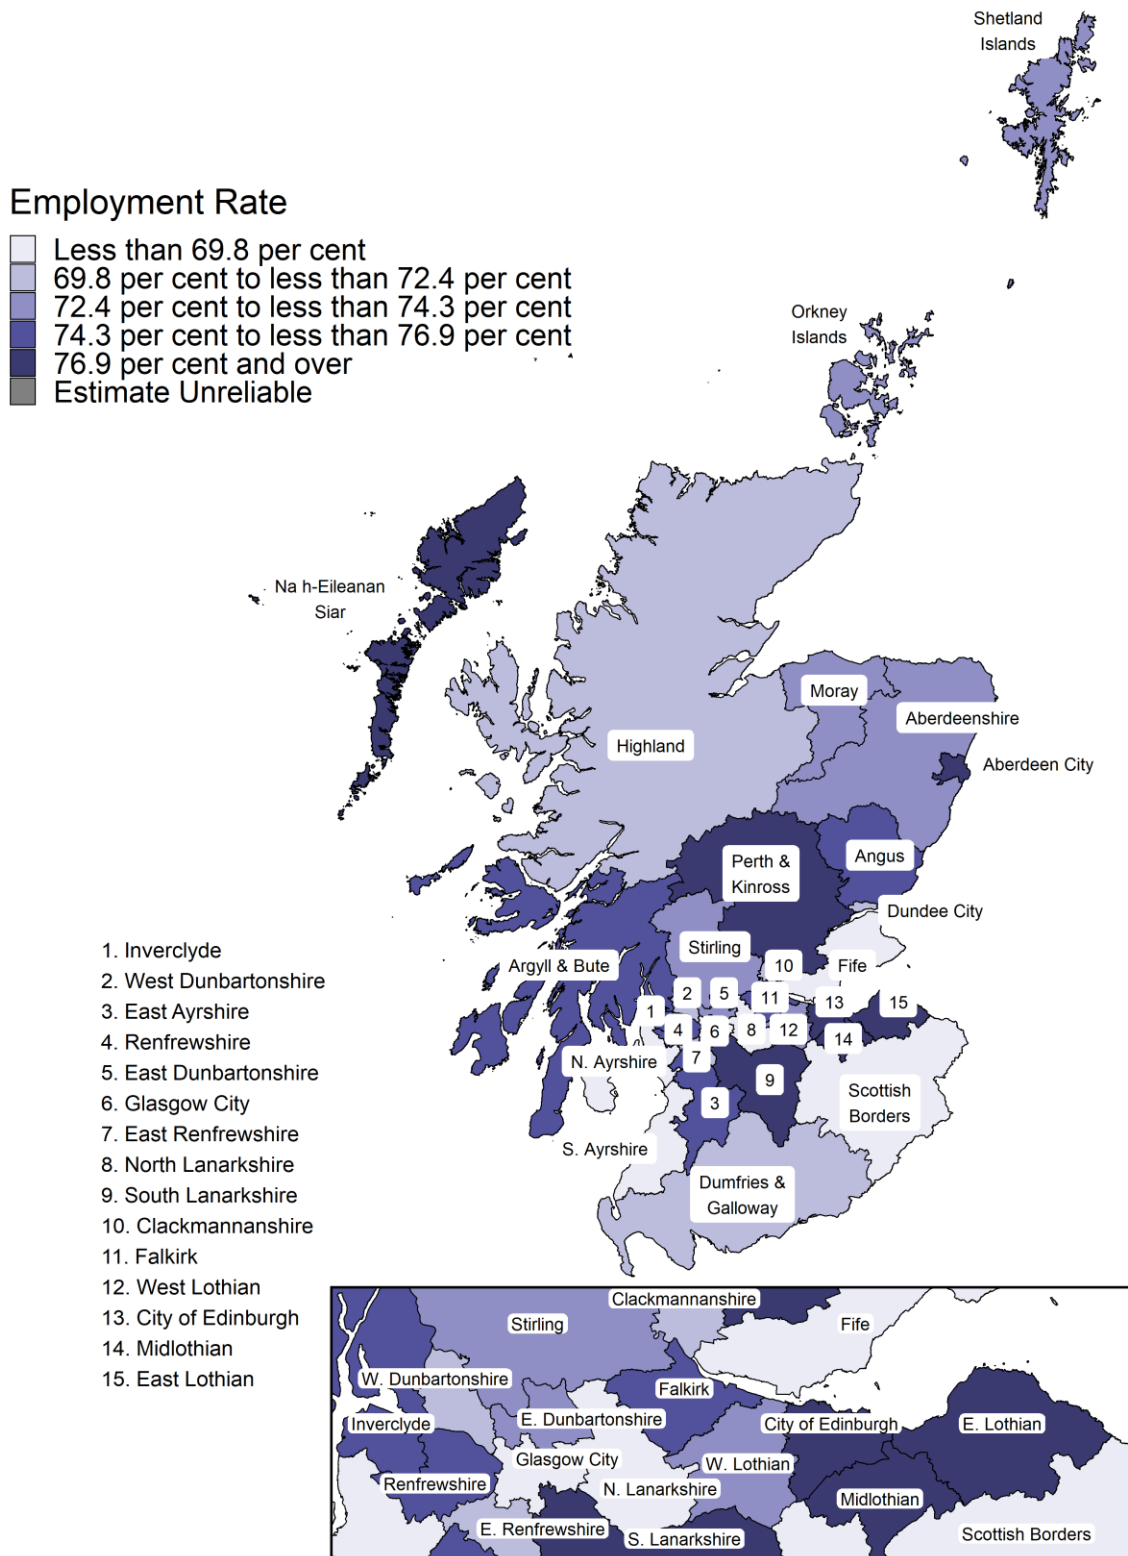 Shetland
Islands
Employment Rate
Less than 69.8 per cent
69.8 per cent to less than 72.4 per cent
72.4 per cent to less than 74.3 per cent
74.3 per cent to less than 76.9 per cent
76.9 per cent and over
Estimate Unreliable
Orkney
Islands
Na h-Eileanan
Siar
Moray
Aberdeenshire
Highland
Aberdeen City
Perth &
Kinross
Angus
Dundee City
Stirling
Argyll & Bute
10
Fife
2
5
11
13
15
1
4
6
8
12
14
N. Ayrshire
7
9
3
Scottish
Borders
S. Ayrshire
Dumfries &
Galloway
1. Inverclyde
2. West Dunbartonshire
3. East Ayrshire
4. Renfrewshire
5. East Dunbartonshire
6. Glasgow City
7. East Renfrewshire
8. North Lanarkshire
9. South Lanarkshire
10. Clackmannanshire
11. Falkirk
12. West Lothian
13. City of Edinburgh
14. Midlothian
15. East Lothian
Clackmannanshire
Stirling
Fife
W. Dunbartonshire
Falkirk
Inverclyde
E. Dunbartonshire
City of Edinburgh
E. Lothian
Glasgow City
W. Lothian
Renfrewshire
N. Lanarkshire
Midlothian
E. Renfrewshire
S. Lanarkshire
Scottish Borders